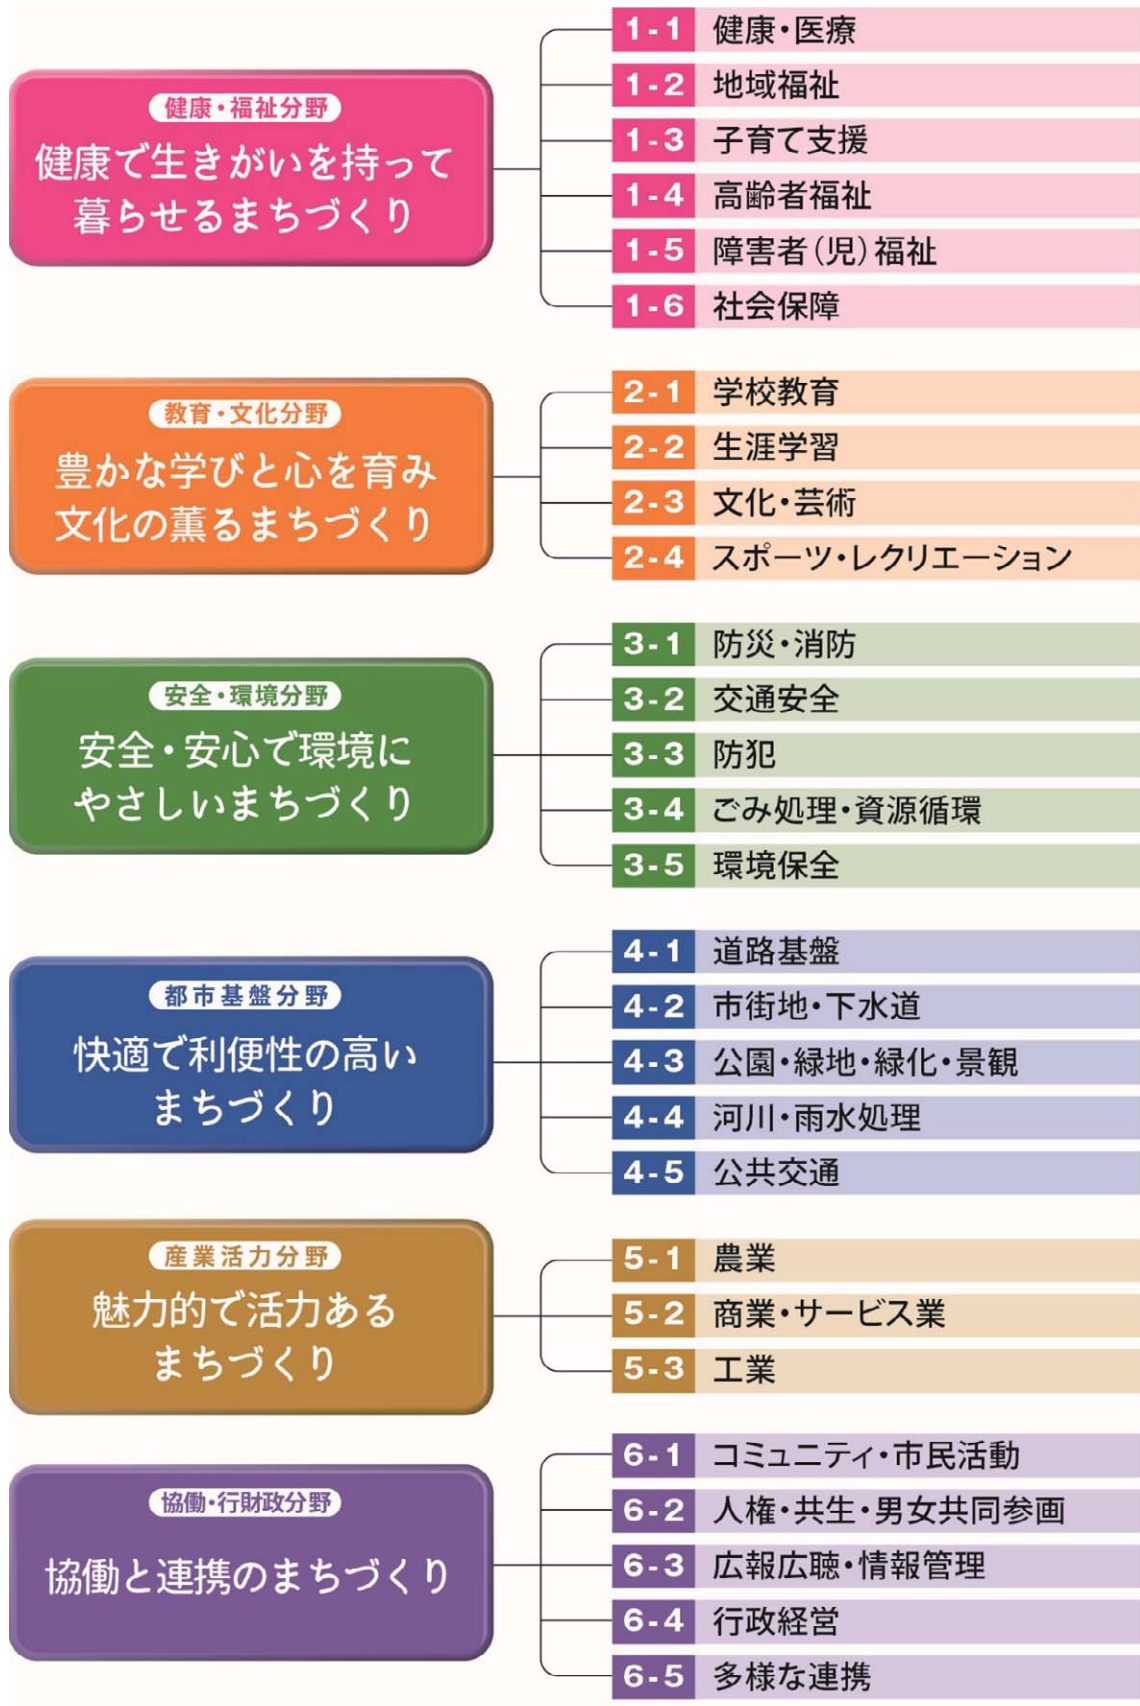 健康・福祉分野
健康で生きがいを持って
暮らせるまちづくり
1-1 健康・医療
1-2 地域福祉
1-3 子育て支援
1-4 高齢者福祉
1-5 障害者(児)福祉
1-6 社会保障
教育・文化分野
豊かな学びと心を育み
文化の薫るまちづくり
2-1 学校教育
2-2 生涯学習
2-3 文化・芸術
2-4 スポーツ・レクリエーション
安全・環境分野
安全・安心で環境に
やさしいまちづくり
3-1 防災・消防
3-2 交通安全
3-3 防犯
3-4 ごみ処理・資源循環
3-5 環境保全
都市基盤分野
快適で利便性の高い
まちづくり
4-1 道路基盤
4-2 市街地・下水道
4-3 公園・緑地・緑化・景観
4-4 河川・雨水処理
4-5 公共交通
産業活力分野
魅力的で活力ある
まちづくり
5-1 農業
5-2 商業・サービス業
5-3 工業
協働・行財政分野
協働と連携のまちづくり
6-1 コミュニティ・市民活動
6-2 人権・共生・男女共同参画
6-3 広報広聴・情報管理
6-4 行政経営
6-5 多様な連携